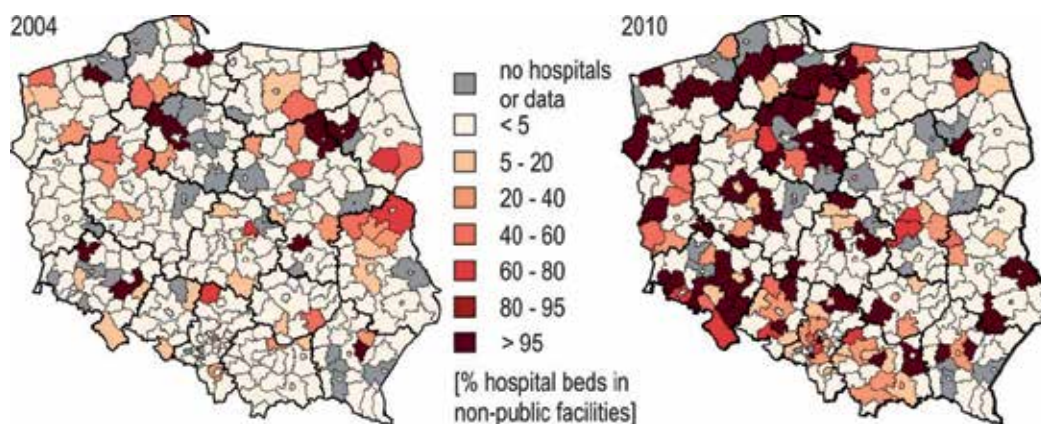 2004
2010
no hospitals
or data
< 5
5 - 20
20 - 40
40 - 60
60 - 80
80 - 95
> 95
[% hospital beds in
non-public facilities]